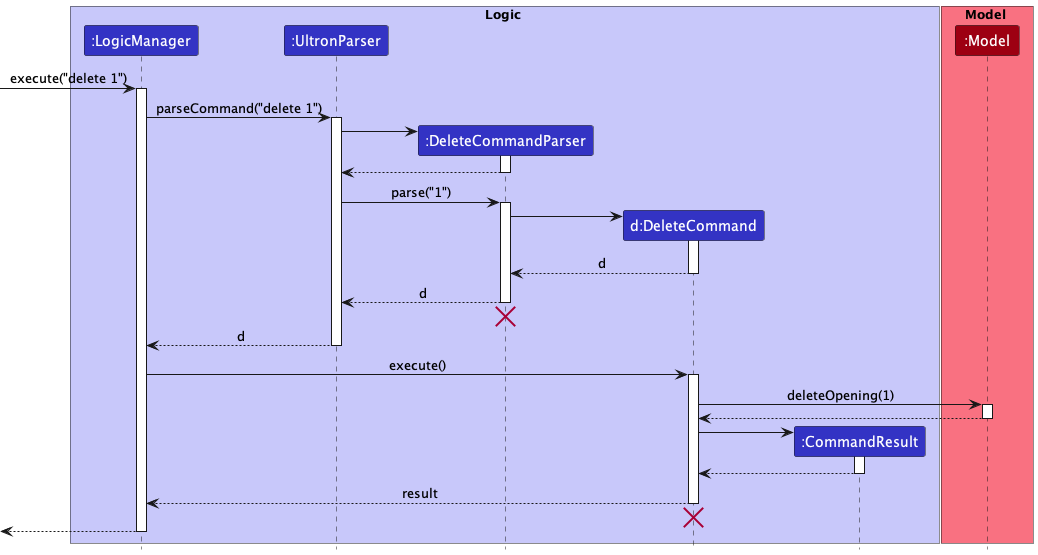 Logic
Model
:LogicManager
:UltronParser
:Model
execute("delete 1")
parseCommand("delete 1")
:DeleteCommandParser
parse("1")
d:DeleteCommand
d
d
d
execute()
deleteOpening(1)
:CommandResult
result